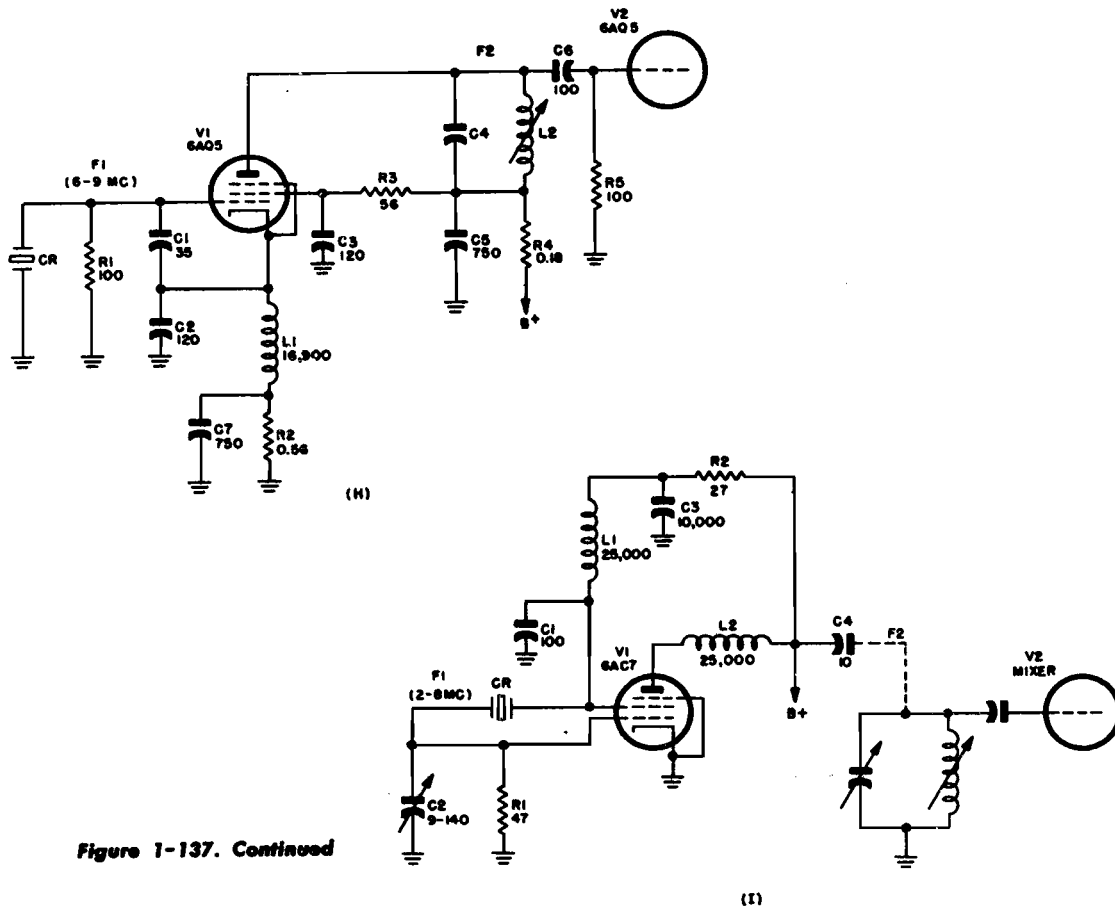 V2
6AQ5
F2
C6
100
V1
6AQ5
C4
L2
F1
(6-9 MC)
R3
56
R5
100
CR
R1
100
C1
35
C3
120
C5
750
R4
0.18
B+
C2
120
L1
16,900
C7
750
R2
0.56
(H)
R2
27
C3
10,000
L1
25,000
C1
100
V1
6AC7
L2
25,000
C4
10
F2
V2
MIXER
B+
F1
(2-8MC)
CR
C2
9-140
R1
47
Figure 1-137. Continued
(I)